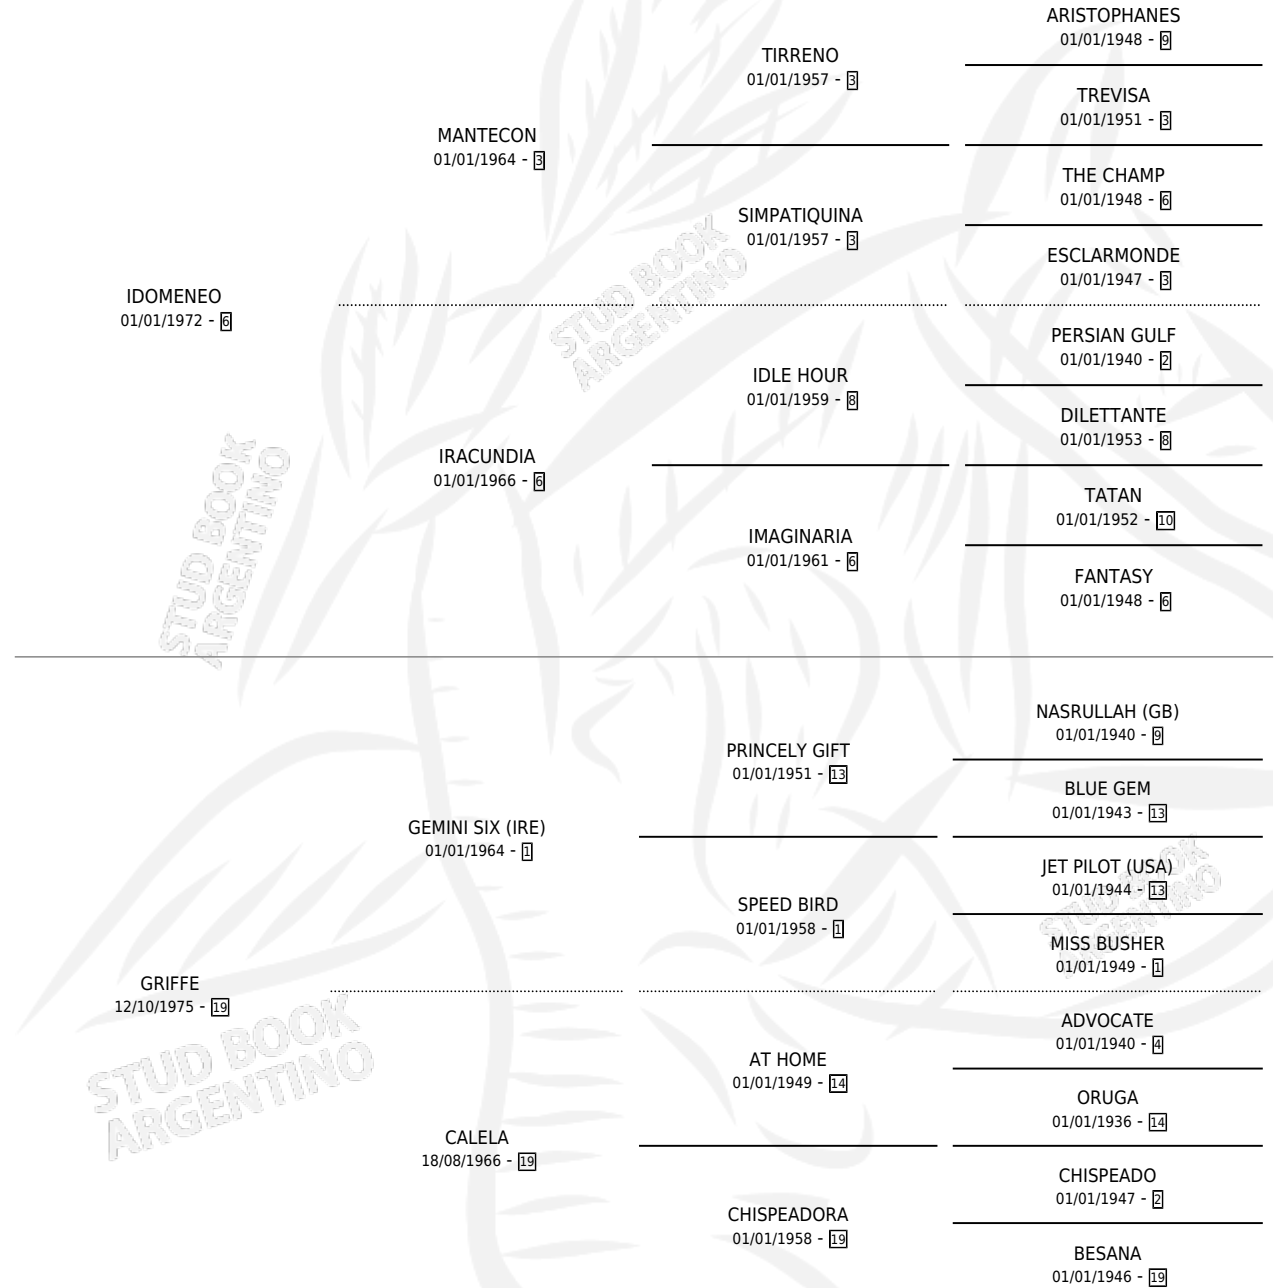 ARISTOPHANES
01/01/1948 - 9
TIRRENO
01/01/1957 - 3
TREVISA
01/01/1951 - 3
MANTECON
01/01/1964 - 3
THE CHAMP
01/01/1948 - 6
SIMPATIQUINA
01/01/1957 - 3
ESCLARMONDE
01/01/1947 - 3
IDOMENEO
01/01/1972 - 6
STUD BOOK
ARGENTINO
PERSIAN GULF
01/01/1940 - 2
IDLE HOUR
01/01/1959 - 8
DILETTANTE
01/01/1953 - 8
IRACUNDIA
01/01/1966 - 6
TATAN
01/01/1952 - 10
IMAGINARIA
01/01/1961 - 6
FANTASY
01/01/1948 - 6
STUD BOOK
ARGENTINO
NASRULLAH (GB)
01/01/1940 - 9
PRINCELY GIFT
01/01/1951 - 13
BLUE GEM
01/01/1943 - 13
GEMINI SIX (IRE)
01/01/1964 - 1
JET PILOT (USA)
01/01/1944 - 13
SPEED BIRD
01/01/1958 - 1
STUD BOOK
ARGENTINO
MISS BUSHER
01/01/1949 - 1
GRIFFE
12/10/1975 - 19
ADVOCATE
01/01/1940 - 4
AT HOME
01/01/1949 - 14
STUD BOOK
ARGENTINO
ORUGA
01/01/1936 - 14
CALELA
18/08/1966 - 19
CHISPEADO
01/01/1947 - 2
CHISPEADORA
01/01/1958 - 19
BESANA
01/01/1946 - 19